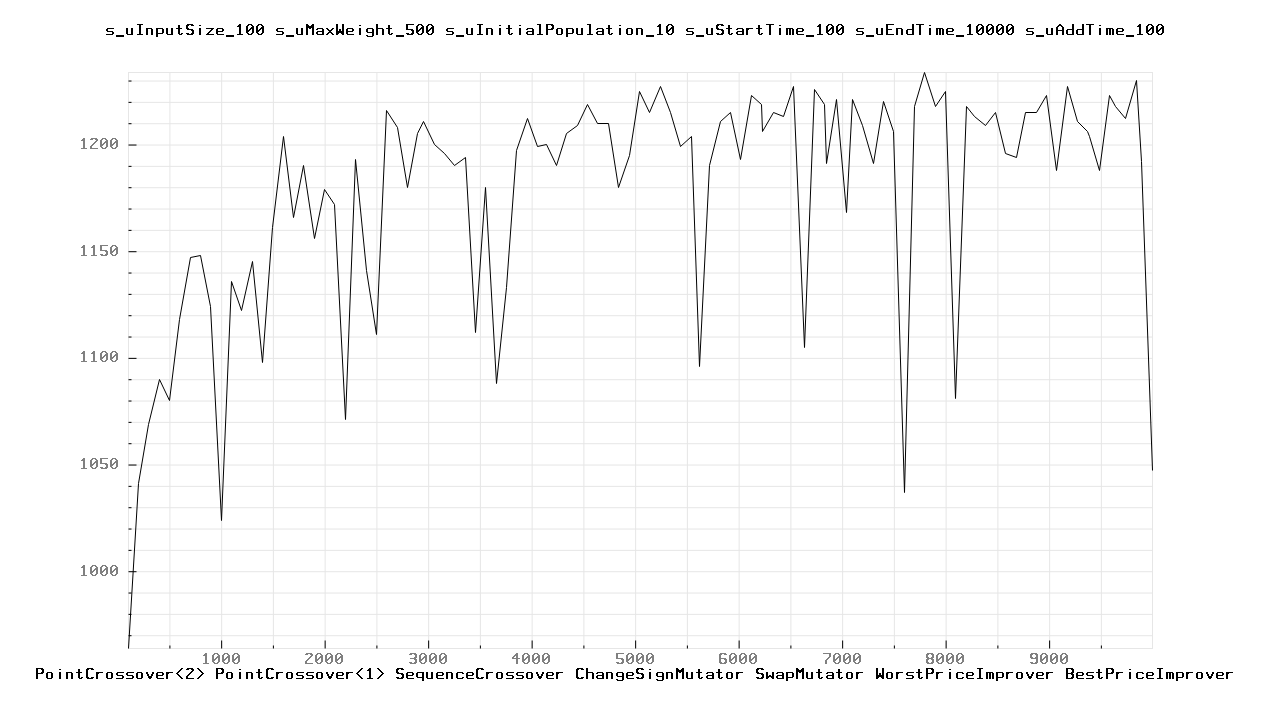 s_uInputSize_100 s_uMaxWeight_500 s_uInitialPopulation_10 s_uStartTime_100 s_uEndTime_10000 s_uAddTime_100
1200
1150
1100
1050
1000
1000 2000 3000 4000 5000 6000 7000 8000 9000
PointCrossover<2> PointCrossover<1> SequenceCrossover ChangeSignMutator SwapMutator WorstPriceImprover BestPriceImprover